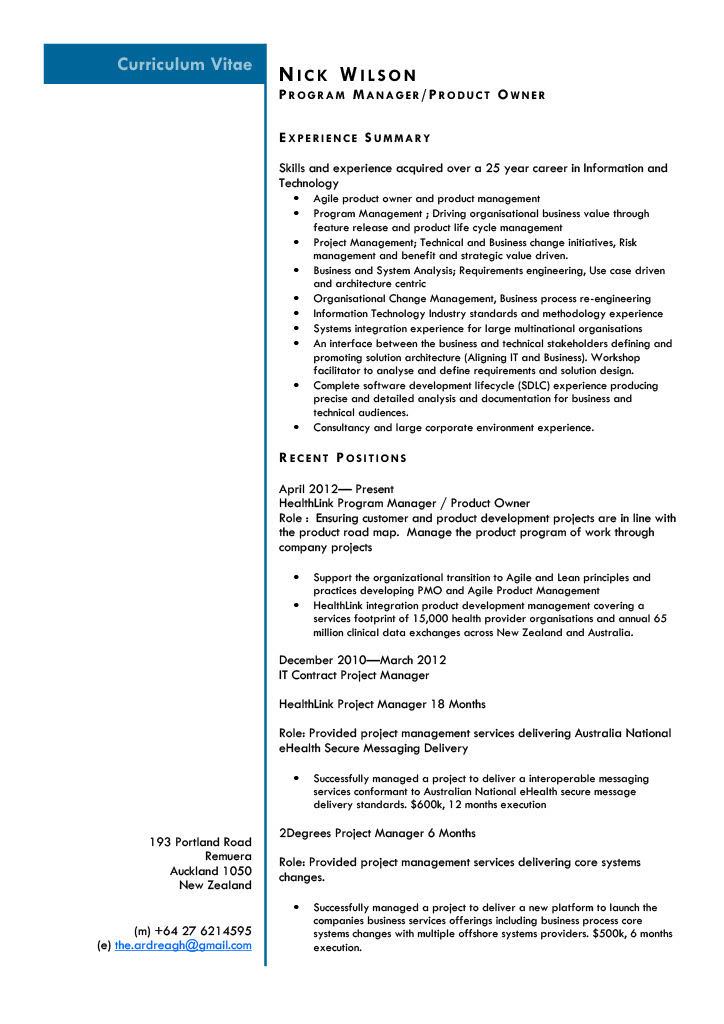 Curriculum Vitae
NICK WILSON
PROGRAM MANAGER/PRODUCT OWNER
EXPERIENCE SUMMARY
Skills and experience acquired over a 25 year career in Information and
Technology
• Agile product owner and product management
• Program Management ; Driving organisational business value through
feature release and product life cycle management
• Project Management; Technical and Business change initiatives, Risk
management and benefit and strategic value driven.
• Business and System Analysis; Requirements engineering, Use case driven
and architecture centric
• Organisational Change Management, Business process re-engineering
• Information Technology Industry standards and methodology experience
• Systems integration experience for large multinational organisations
• An interface between the business and technical stakeholders defining and
promoting solution architecture (Aligning IT and Business). Workshop
facilitator to analyse and define requirements and solution design.
• Complete software development lifecycle (SDLC) experience producing
precise and detailed analysis and documentation for business and
technical audiences.
• Consultancy and large corporate environment experience.
RECENT POSITIONS
April 2012— Present
HealthLink Program Manager / Product Owner
Role :  Ensuring customer and product development projects are in line with
the product road map.  Manage the product program of work through
company projects
• Support the organizational transition to Agile and Lean principles and
practices developing PMO and Agile Product Management
• HealthLink integration product development management covering a
services footprint of 15,000 health provider organisations and annual 65
million clinical data exchanges across New Zealand and Australia.
December 2010—March 2012
IT Contract Project Manager
HealthLink Project Manager 18 Months
Role: Provided project management services delivering Australia National
eHealth Secure Messaging Delivery
• Successfully managed a project to deliver a interoperable messaging
services conformant to Australian National eHealth secure message
delivery standards. $600k, 12 months execution
2Degrees Project Manager 6 Months
Role: Provided project management services delivering core systems
changes.
• Successfully managed a project to deliver a new platform to launch the
companies business services offerings including business process core
systems changes with multiple offshore systems providers. $500k, 6 months
execution.
193 Portland Road
Remuera
Auckland 1050
New Zealand
(m) +64 27 6214595
(e) the.ardreagh@gmail.com